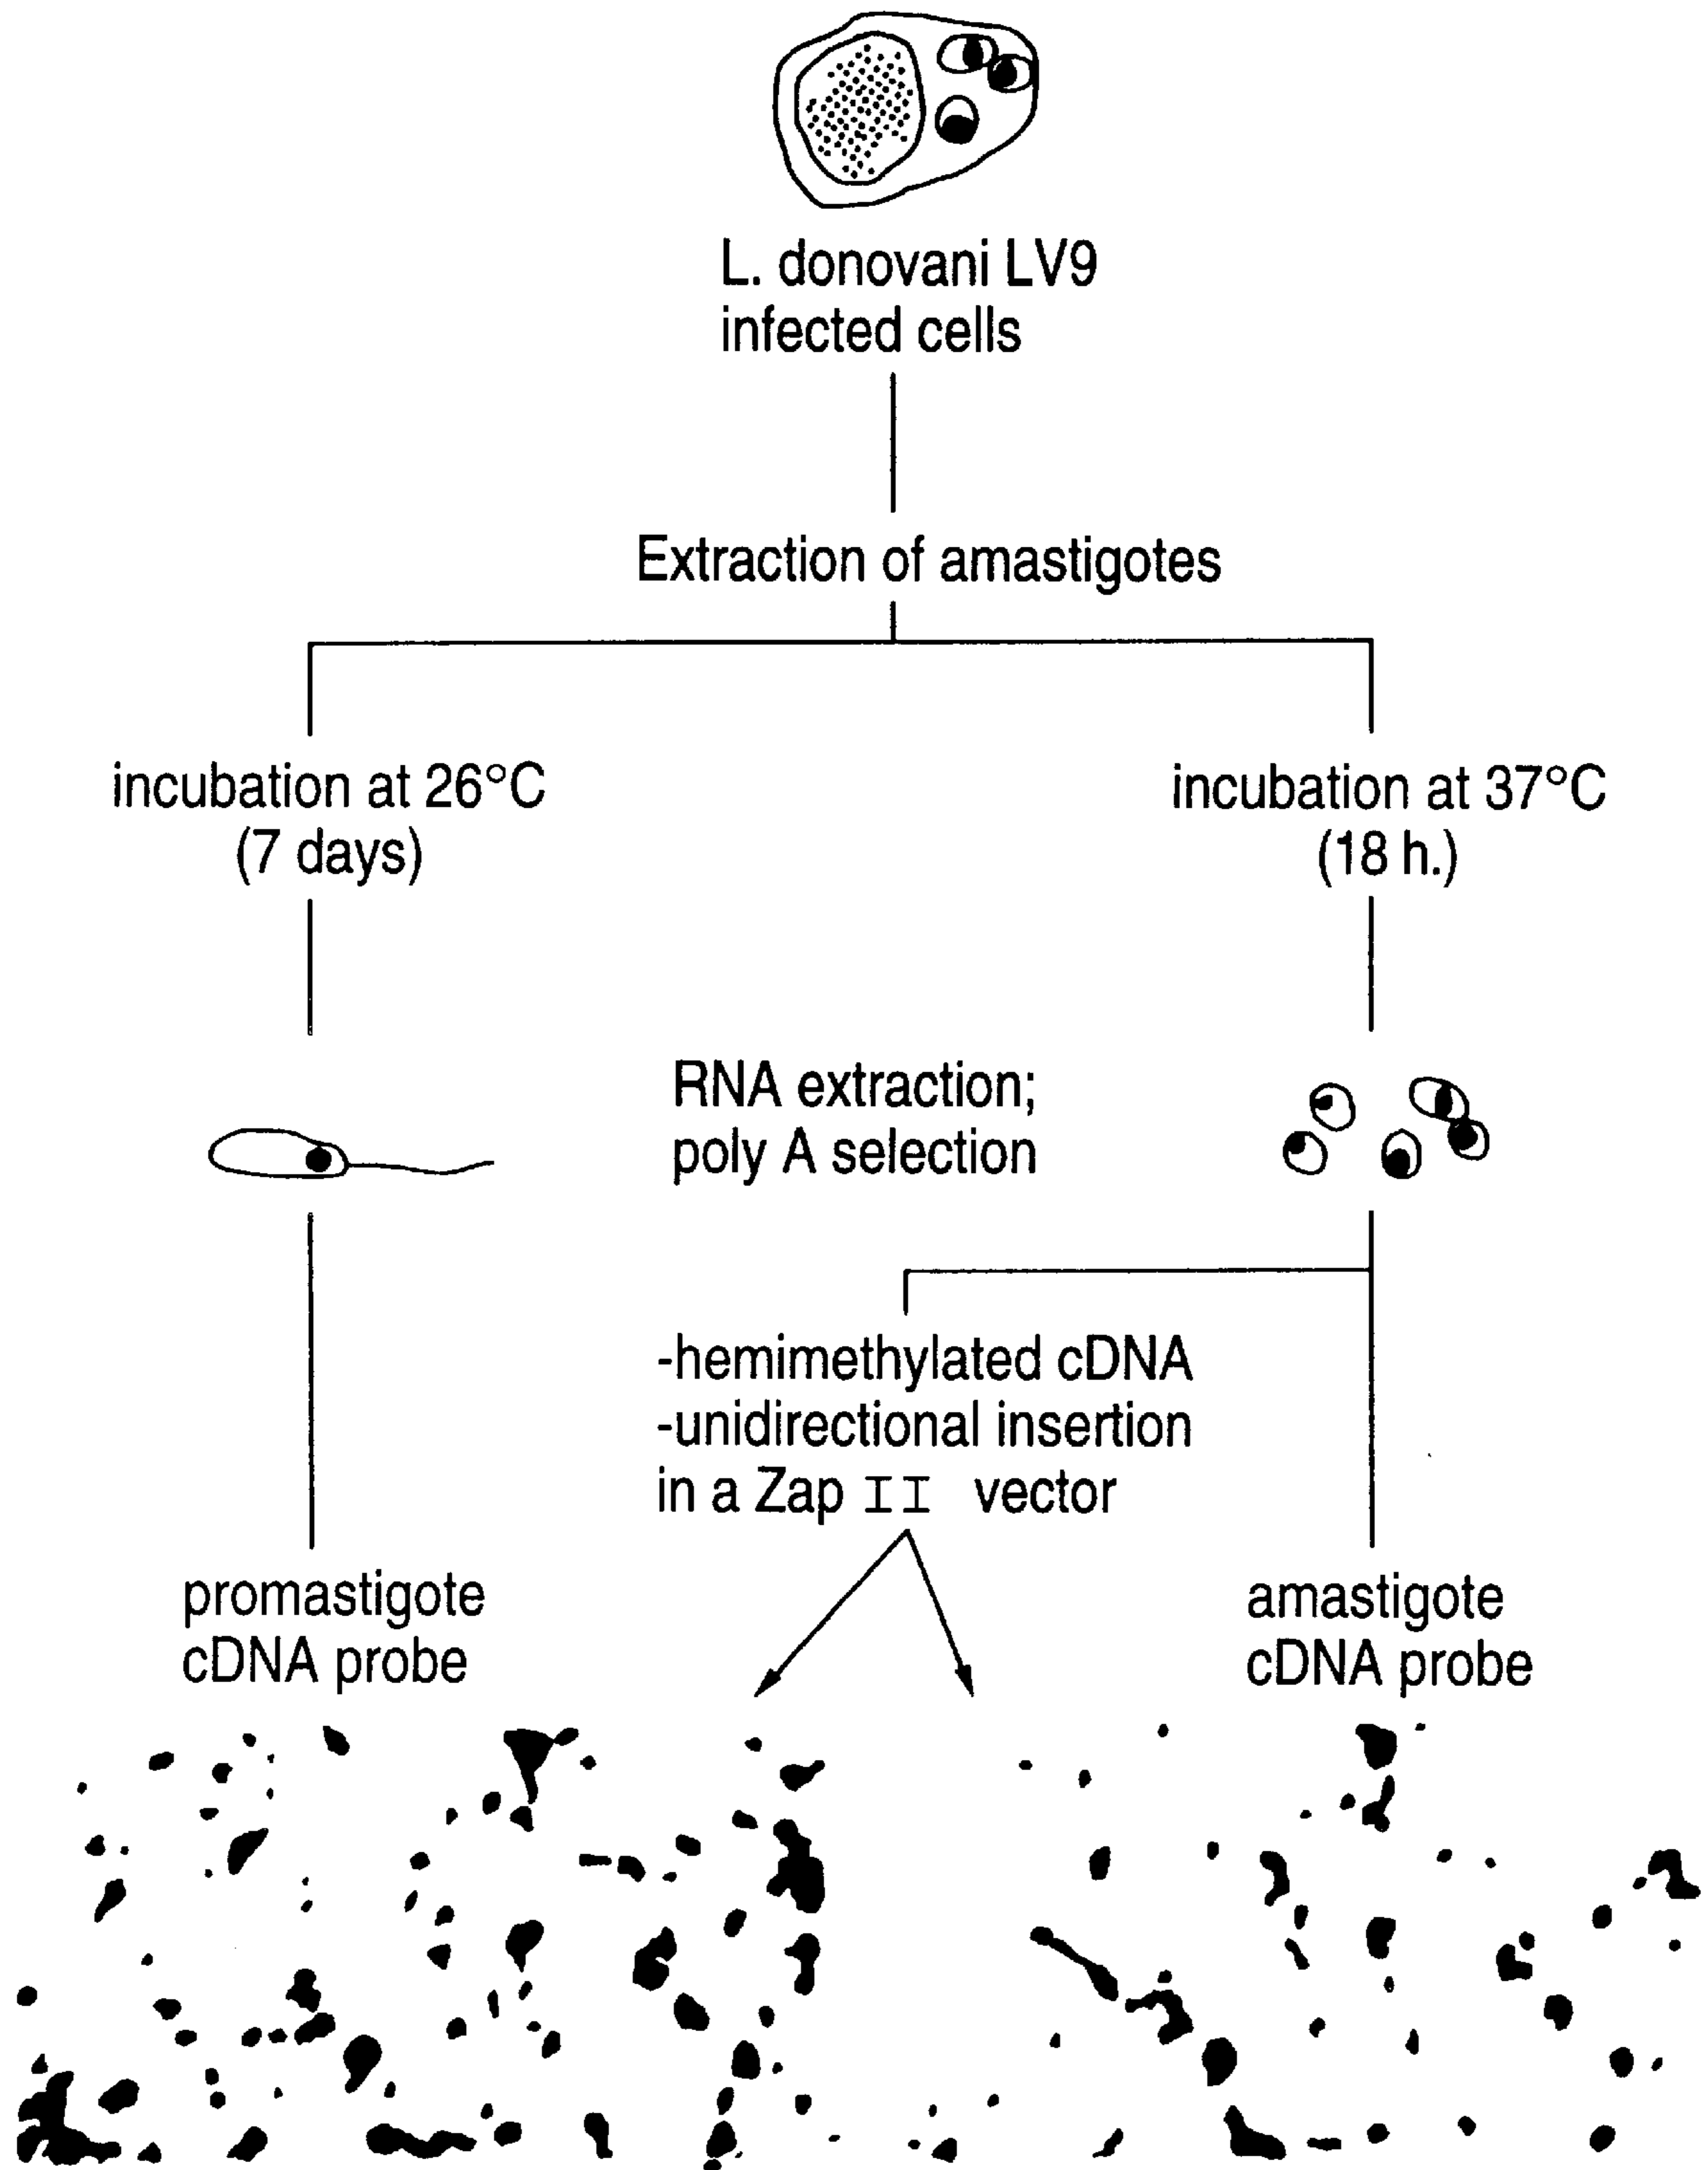 L. donovani LV9
infected cells
Extraction of amastigotes
incubation at 26°C
(7 days)
incubation at 37°C
(18 h.)
RNA extraction;
poly A selection
-hemimethylated cDNA
-unidirectional insertion
in a Zap II vector
promastigote
cDNA probe
amastigote
cDNA probe